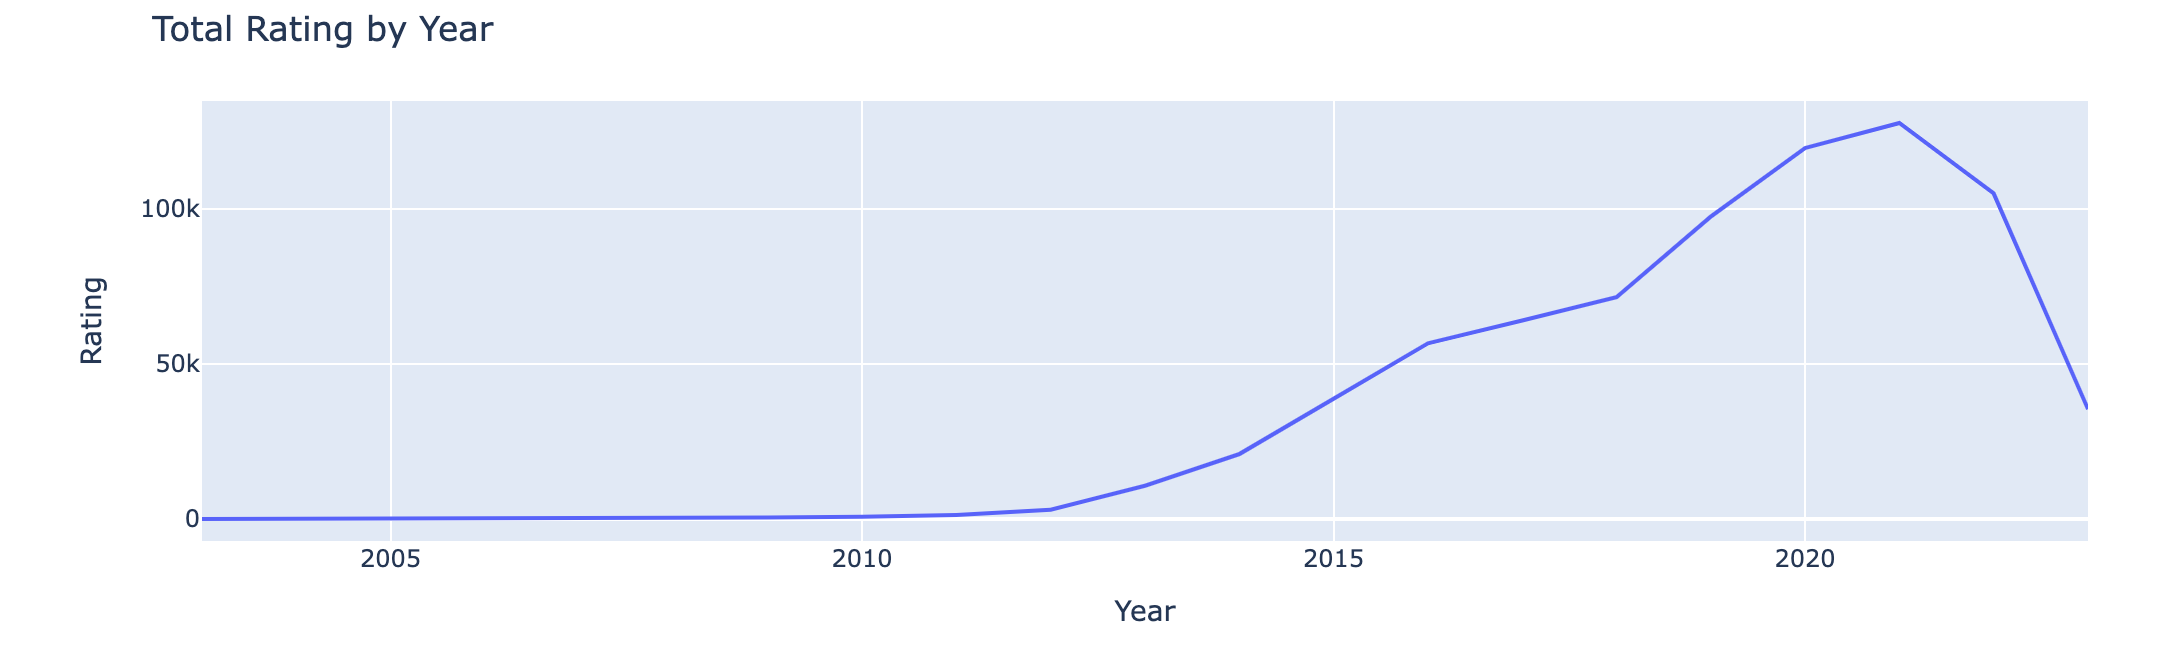 Total Rating by Year
100k
50k
0
Rating
2005 2010 2015 2020
Year